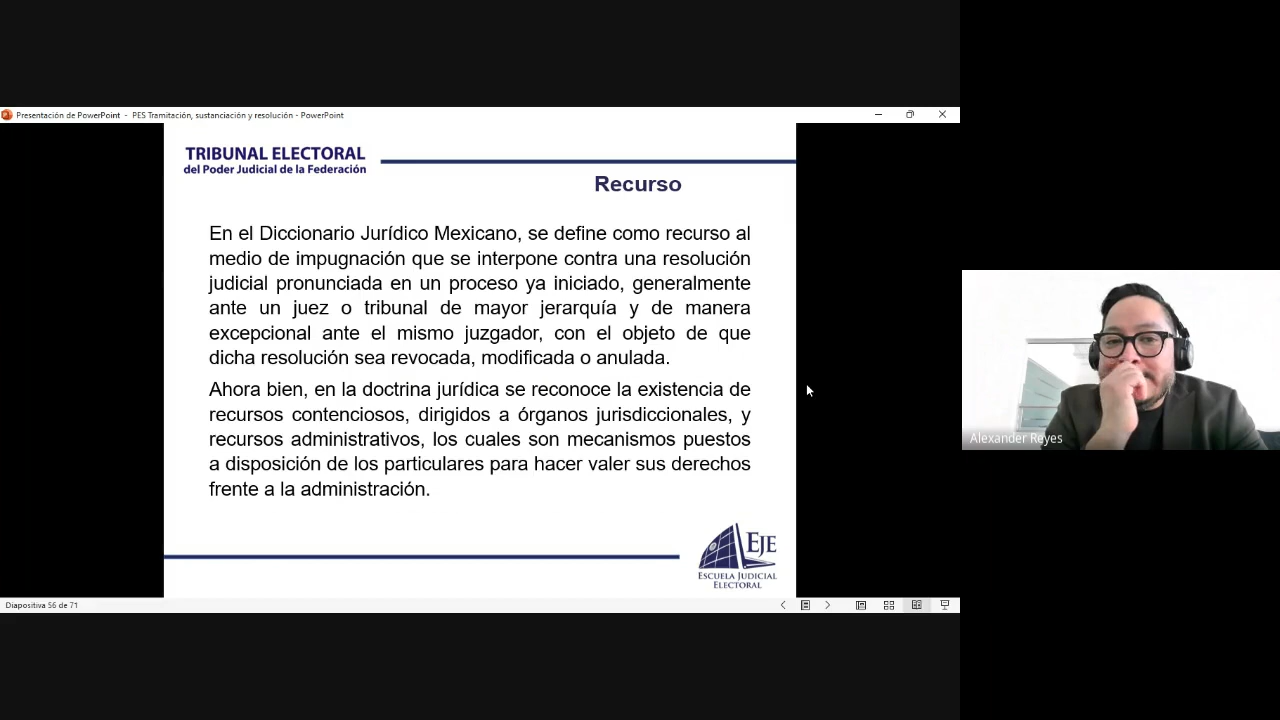 Presentación de PowerPoint - PES Tramitación, sustanciación y resolución - PowerPoint
TRIBUNAL ELECTORAL
del Poder Judicial de la Federación
Recurso
En el Diccionario Jurídico Mexicano, se define como recurso al
medio de impugnación que se interpone contra una resolución
judicial pronunciada en un proceso ya iniciado, generalmente
ante un juez o tribunal de mayor jerarquía y de manera
excepcional ante el mismo juzgador, con el objeto de que
dicha resolución sea revocada, modificada o anulada.
Ahora bien, en la doctrina jurídica se reconoce la existencia de
recursos contenciosos, dirigidos a órganos jurisdiccionales, y
recursos administrativos, los cuales son mecanismos puestos
a disposición de los particulares para hacer valer sus derechos
frente a la administración.
EJE
ESCUELA JUDICIAL
ELECTORAL
Diapositiva 56 de 71
Alexander Reyes